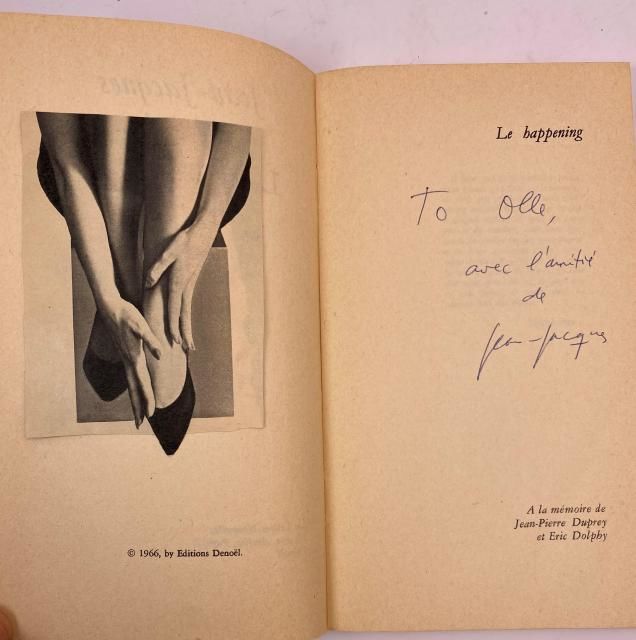 © 1966, by Editions Denoël.
Le happening
To Olle,
avec l'amitié
de
Jean-Jacques
A la mémoire de
Jean-Pierre Duprey
et Eric Dolphy